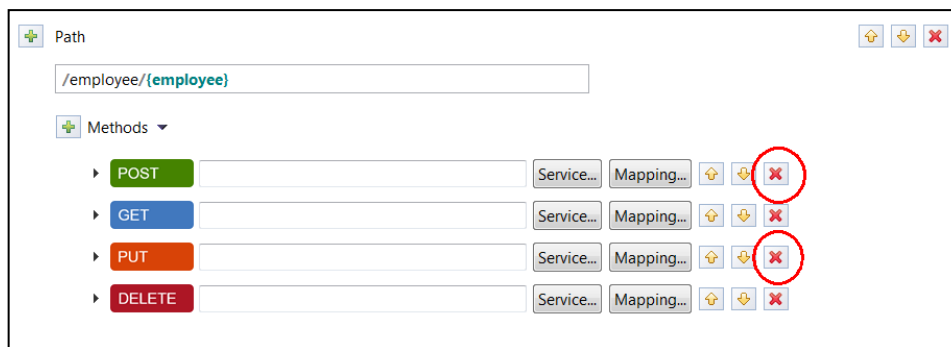 Path
/employee/{employee}
Methods
POST Service... Mapping...
GET Service... Mapping...
PUT Service... Mapping...
DELETE Service... Mapping...